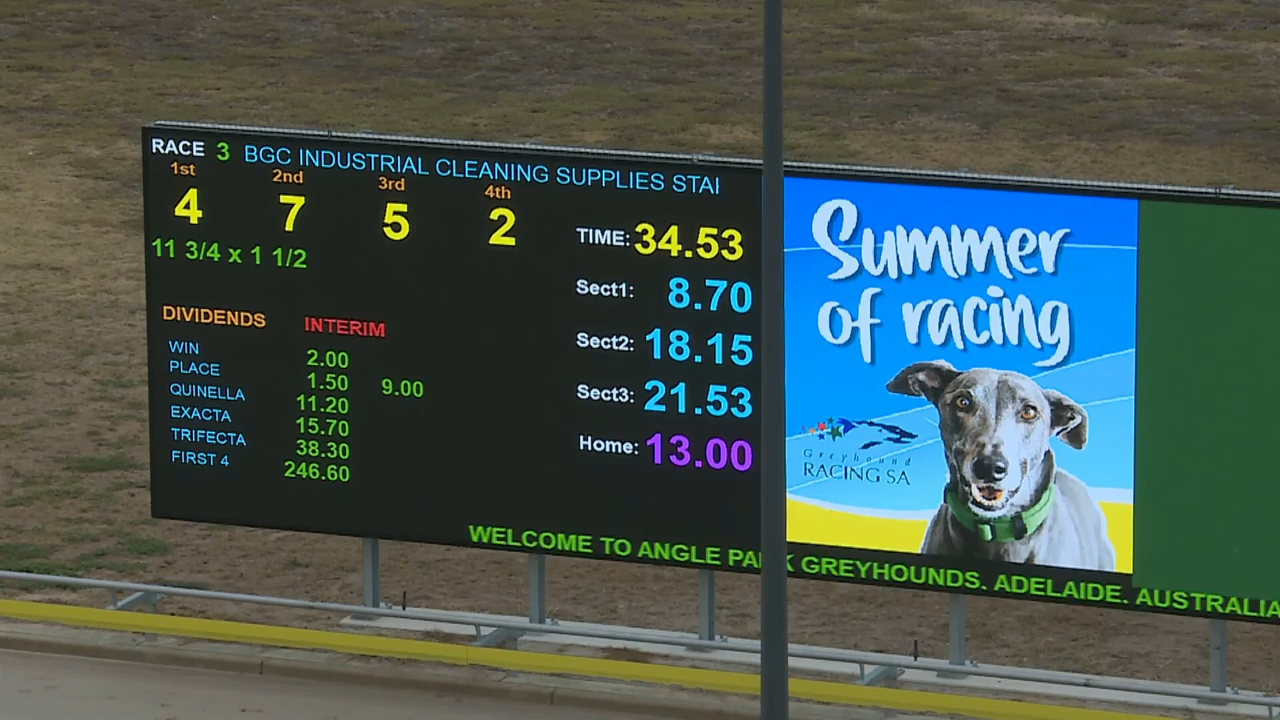 RACE 3 BGC INDUSTRIAL CLEANING SUPPLIES STAI
1st 2nd 3rd 4th
4 7 5 2
11 3/4 x 1 1/2
TIME: 34.53
Sect1: 8.70
Sect2: 18.15
Sect3: 21.53
Home: 13.00
DIVIDENDS INTERIM
WIN 2.00
PLACE 1.50 9.00
QUINELLA 11.20
EXACTA 15.70
TRIFECTA 38.30
FIRST 4 246.60
Summer
of racing
Greyhound
RACING SA
WELCOME TO ANGLE PARK GREYHOUNDS. ADELAIDE. AUSTRALIA